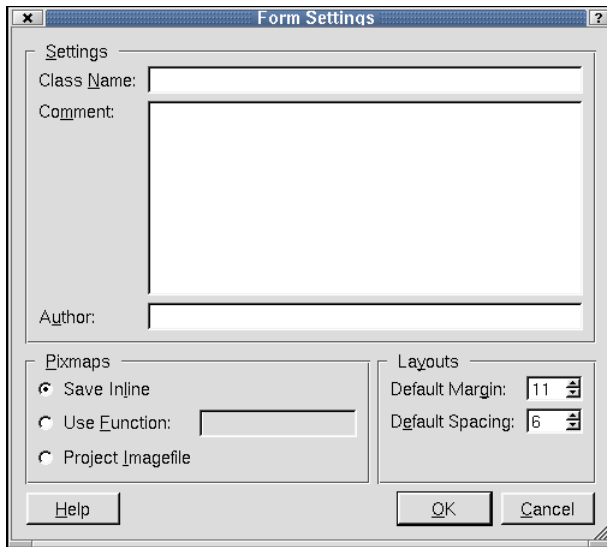 Form Settings
Settings
Class Name:
Comment:
Author:
Pixmaps
Save Inline
Use Function:
Project Imagefile
Layouts
Default Margin: 11
Default Spacing: 6
Help
OK
Cancel